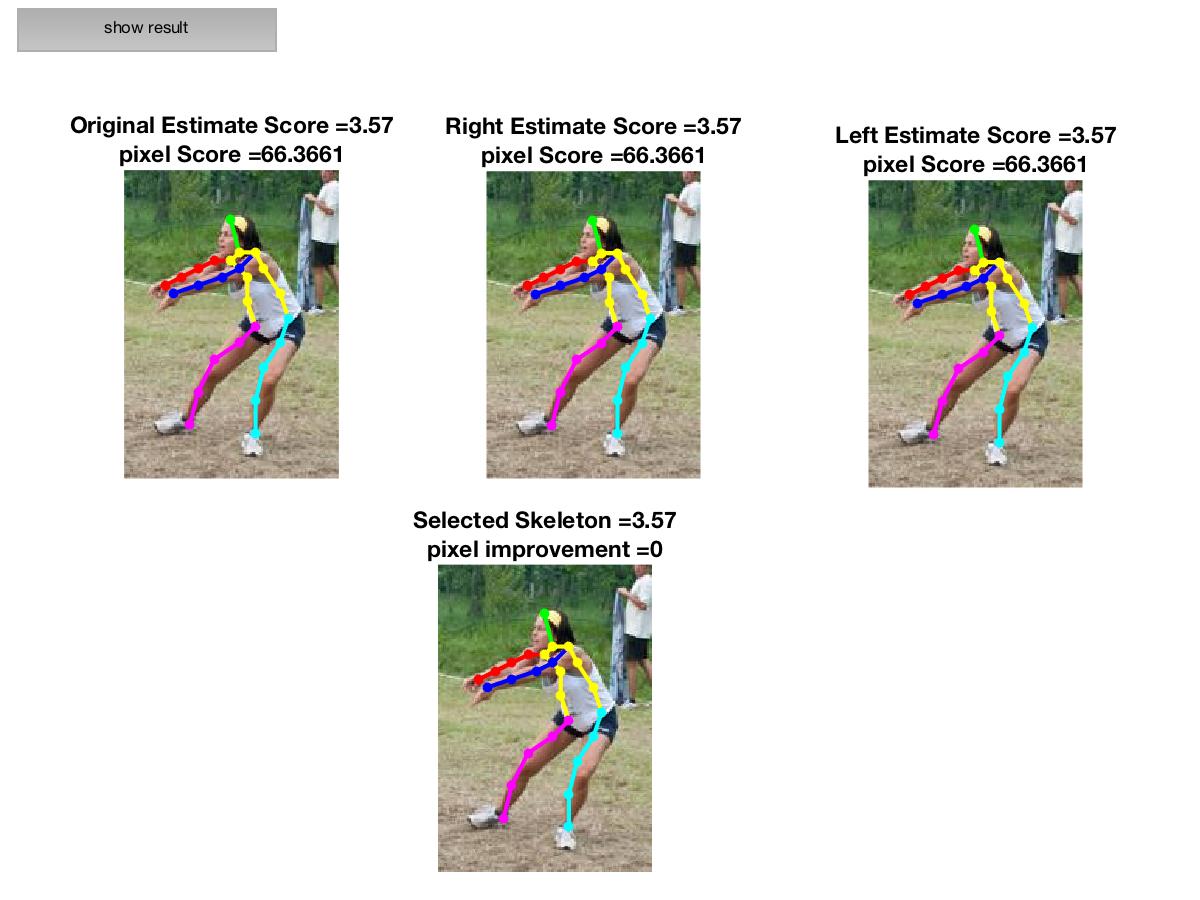 show result
Original Estimate Score =3.57
pixel Score =66.3661
Right Estimate Score =3.57
pixel Score =66.3661
Left Estimate Score =3.57
pixel Score =66.3661
Selected Skeleton =3.57
pixel improvement =0